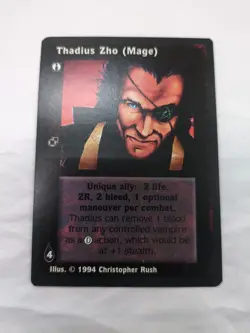 Thadius Zho (Mage)
Unique ally: 3 life.
2R, 2 bleed, 1 optional
maneuver per combat.
Thadius can remove 1 blood
from any controlled vampire
as a D action, which would be
at +1 stealth.
4
Illus. © 1994 Christopher Rush